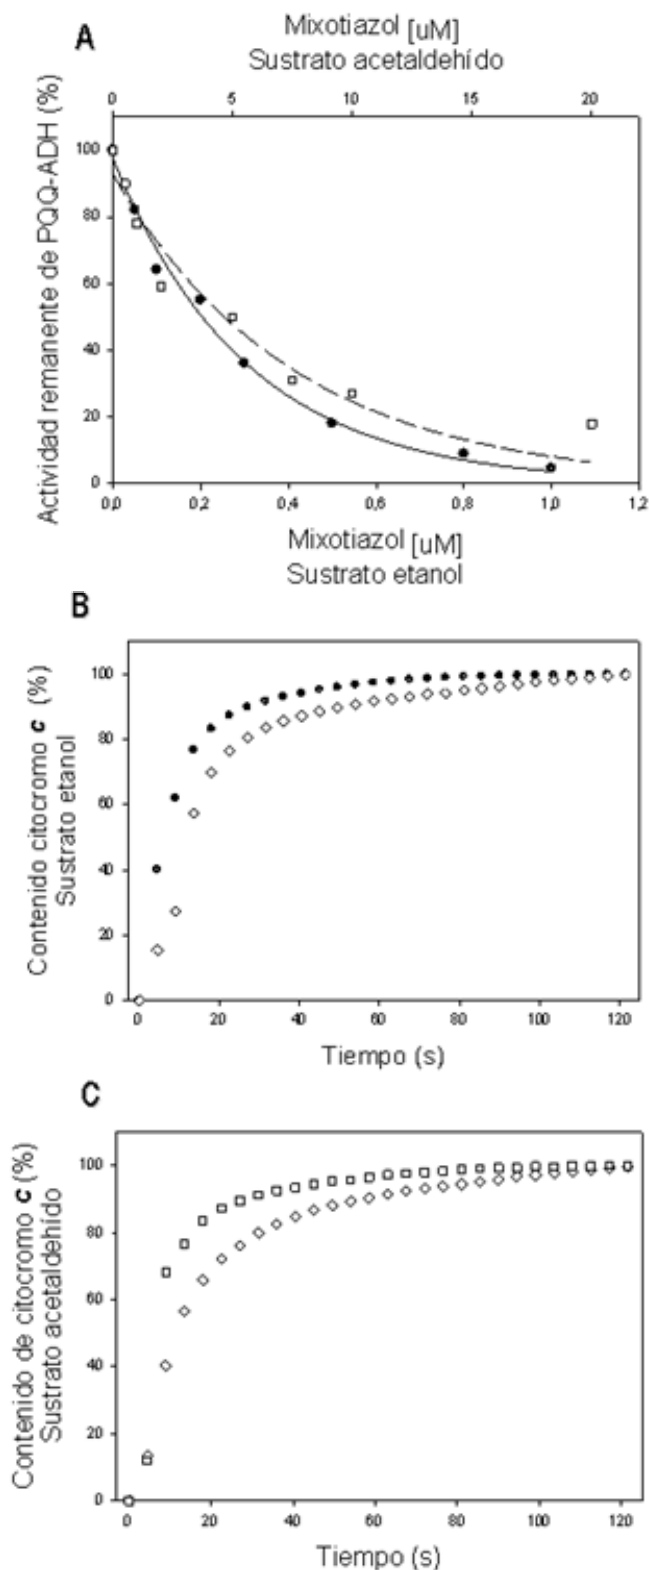 A
Mixotiazol [uM]
Sustrato acetaldehído
0 5 10 15 20
Actividad remanente de PQQ-ADH (%)
100
80
60
40
20
0
0,0 0,2 0,4 0,6 0,8 1,0 1,2
Mixotiazol [uM]
Sustrato etanol
B
Contenido citocromo c (%)
Sustrato etanol
100
80
60
40
20
0
0 20 40 60 80 100 120
Tiempo (s)
C
Contenido de citocromo c (%)
Sustrato acetaldehído
100
80
60
40
20
0
0 20 40 60 80 100 120
Tiempo (s)